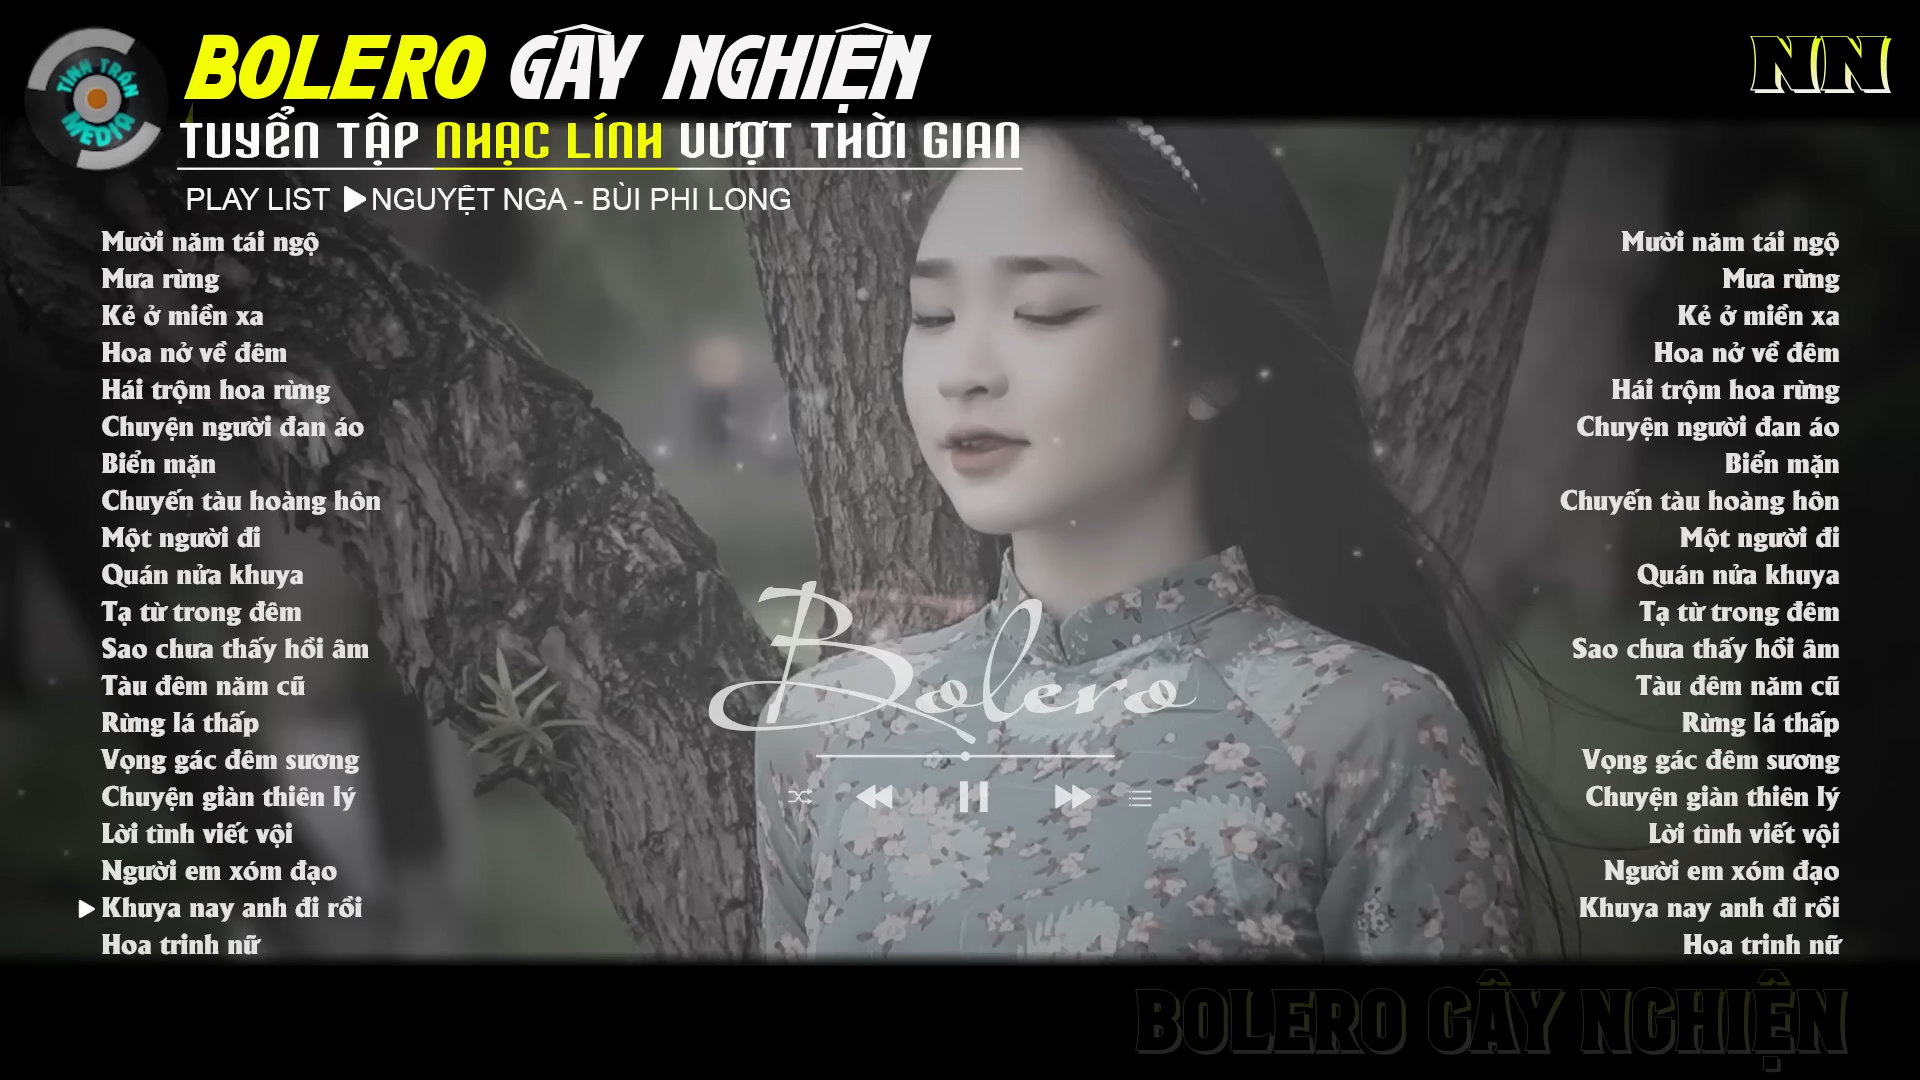 TÌNH TRẦN
MEDIA
BOLERO GÂY NGHIỆN
NN
TUYỂN TẬP NHẠC LÍNH VƯỢT THỜI GIAN
PLAY LIST NGUYỆT NGA - BÙI PHI LONG
Mười năm tái ngộ
Mưa rừng
Kẻ ở miền xa
Hoa nở về đêm
Hái trộm hoa rừng
Chuyện người đan áo
Biển mặn
Chuyến tàu hoàng hôn
Một người đi
Quán nửa khuya
Tạ từ trong đêm
Sao chưa thấy hồi âm
Tàu đêm năm cũ
Rừng lá thấp
Vọng gác đêm sương
Chuyện giàn thiên lý
Lời tình viết vội
Người em xóm đạo
Khuya nay anh đi rồi
Hoa trinh nữ
Bolero
Mười năm tái ngộ
Mưa rừng
Kẻ ở miền xa
Hoa nở về đêm
Hái trộm hoa rừng
Chuyện người đan áo
Biển mặn
Chuyến tàu hoàng hôn
Một người đi
Quán nửa khuya
Tạ từ trong đêm
Sao chưa thấy hồi âm
Tàu đêm năm cũ
Rừng lá thấp
Vọng gác đêm sương
Chuyện giàn thiên lý
Lời tình viết vội
Người em xóm đạo
Khuya nay anh đi rồi
Hoa trinh nữ
BOLERO GÂY NGHIỆN